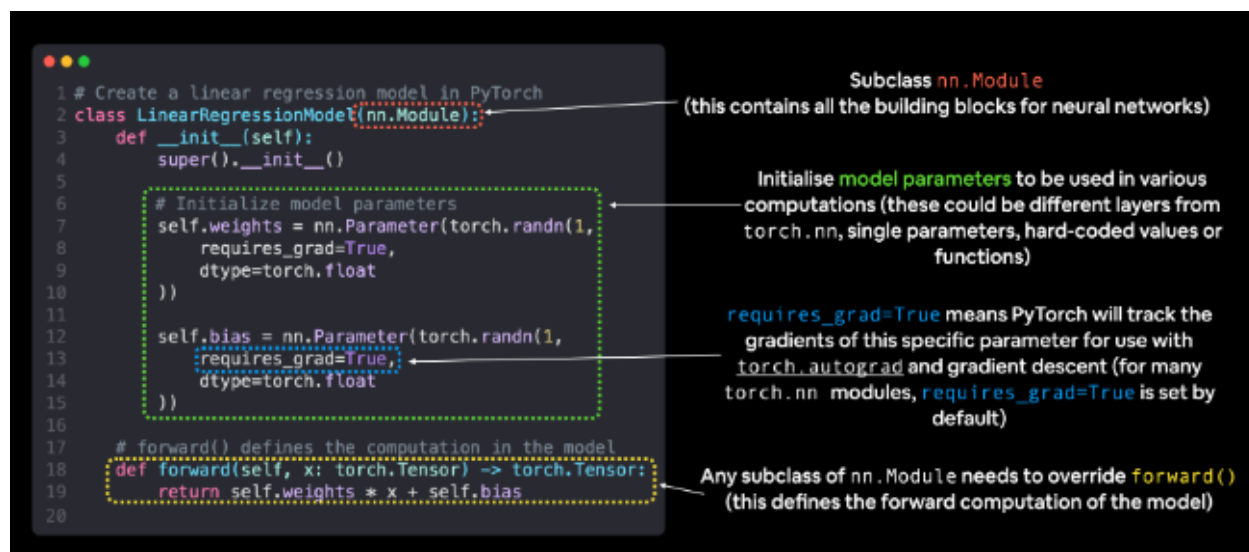 1 # Create a linear regression model in PyTorch
2 class LinearRegressionModel(nn.Module):
3 def __init__(self):
4 super().__init__()
5
6 # Initialize model parameters
7 self.weights = nn.Parameter(torch.randn(1,
8 requires_grad=True,
9 dtype=torch.float
10 ))
11
12 self.bias = nn.Parameter(torch.randn(1,
13 requires_grad=True,
14 dtype=torch.float
15 ))
16
17 # forward() defines the computation in the model
18 def forward(self, x: torch.Tensor) -> torch.Tensor:
19 return self.weights * x + self.bias
20
Subclass nn.Module
(this contains all the building blocks for neural networks)
Initialise model parameters to be used in various
computations (these could be different layers from
torch.nn, single parameters, hard-coded values or
functions)
requires_grad=True means PyTorch will track the
gradients of this specific parameter for use with
torch.autograd and gradient descent (for many
torch.nn modules, requires_grad=True is set by
default)
Any subclass of nn.Module needs to override forward()
(this defines the forward computation of the model)